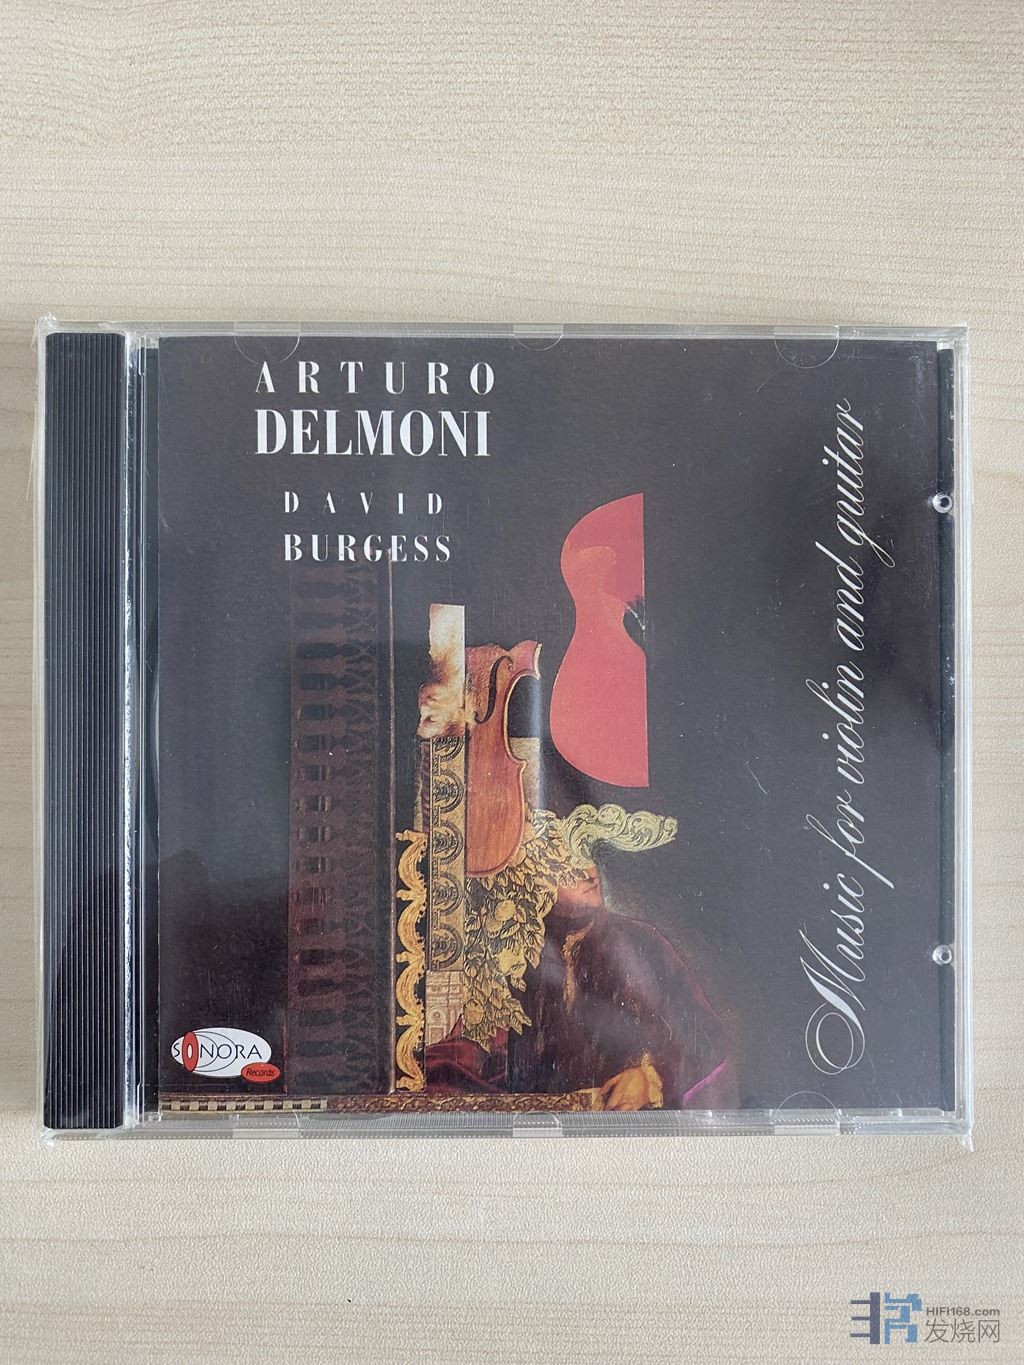 ARTURO
DELMONI
DAVID
BURGESS
Music for violin and guitar
SONORA
Records
HIFI168.com
发烧网